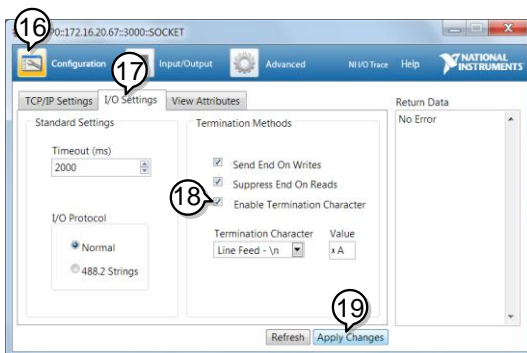 16
P0::172.16.20.67::3000::SOCKET
Configuration
17
Input/Output
Advanced
NI I/O Trace
Help
NATIONAL
INSTRUMENTS
TCP/IP Settings
I/O Settings
View Attributes
Return Data
No Error
Standard Settings
Timeout (ms)
2000
I/O Protocol
Normal
488.2 Strings
Termination Methods
Send End On Writes
Suppress End On Reads
18
Enable Termination Character
Termination Character
Value
Line Feed - \n
x A
19
Refresh
Apply Changes